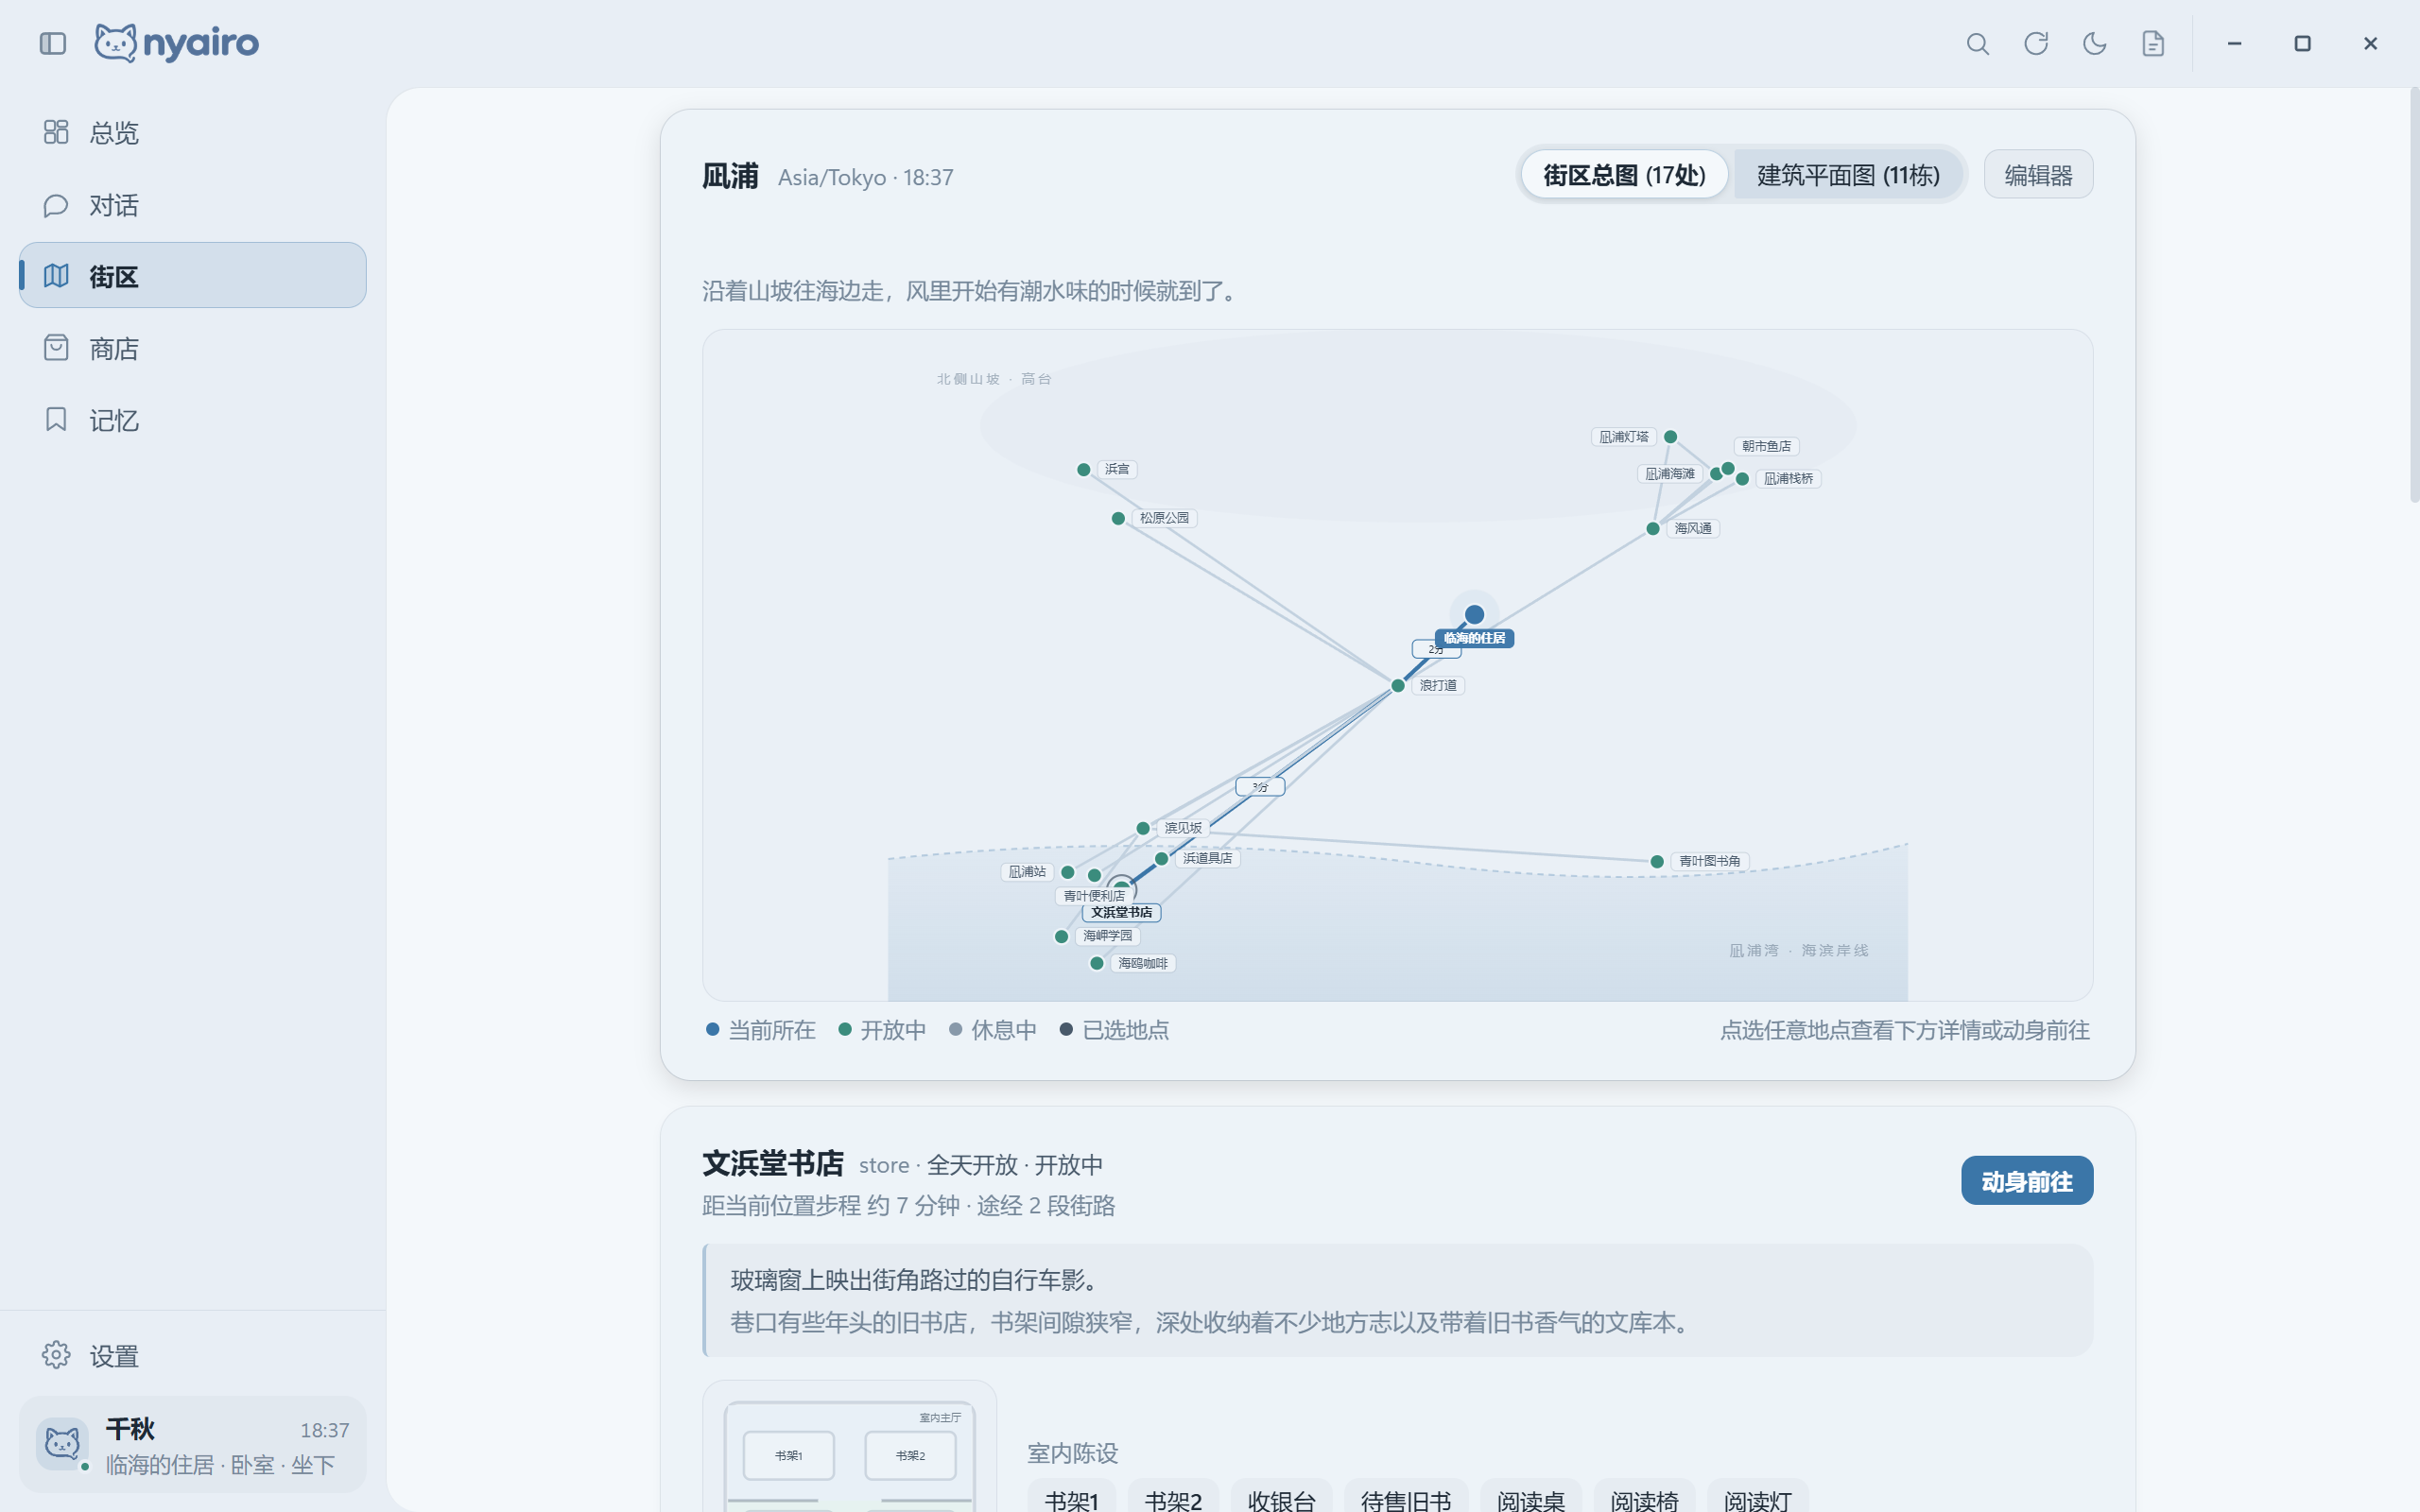 nyairo
总览
对话
街区
商店
记忆
设置
千秋 18:37
临海的住居 · 卧室 · 坐下
凪浦 Asia/Tokyo · 18:37
街区总图 (17处) 建筑平面图 (11栋) 编辑器
沿着山坡往海边走，风里开始有潮水味的时候就到了。
北侧山坡 · 高台
凪浦灯塔
朝市鱼店
浜宫
凪浦海滩
凪浦栈桥
松原公园
海风通
临海的住居
2分
浪打道
3分
滨见坂
浜道具店
青叶图书角
凪浦站
青叶便利店
文浜堂书店
海岬学园
凪浦湾 · 海滨岸线
海鸥咖啡
当前所在 开放中 休息中 已选地点
点选任意地点查看下方详情或动身前往
文浜堂书店 store · 全天开放 · 开放中
动身前往
距当前位置步程 约 7 分钟 · 途经 2 段街路
玻璃窗上映出街角路过的自行车影。
巷口有些年头的旧书店，书架间隙狭窄，深处收纳着不少地方志以及带着旧书香气的文库本。
室内主厅
书架1 书架2
室内陈设
书架1 书架2 收银台 待售旧书 阅读桌 阅读椅 阅读灯